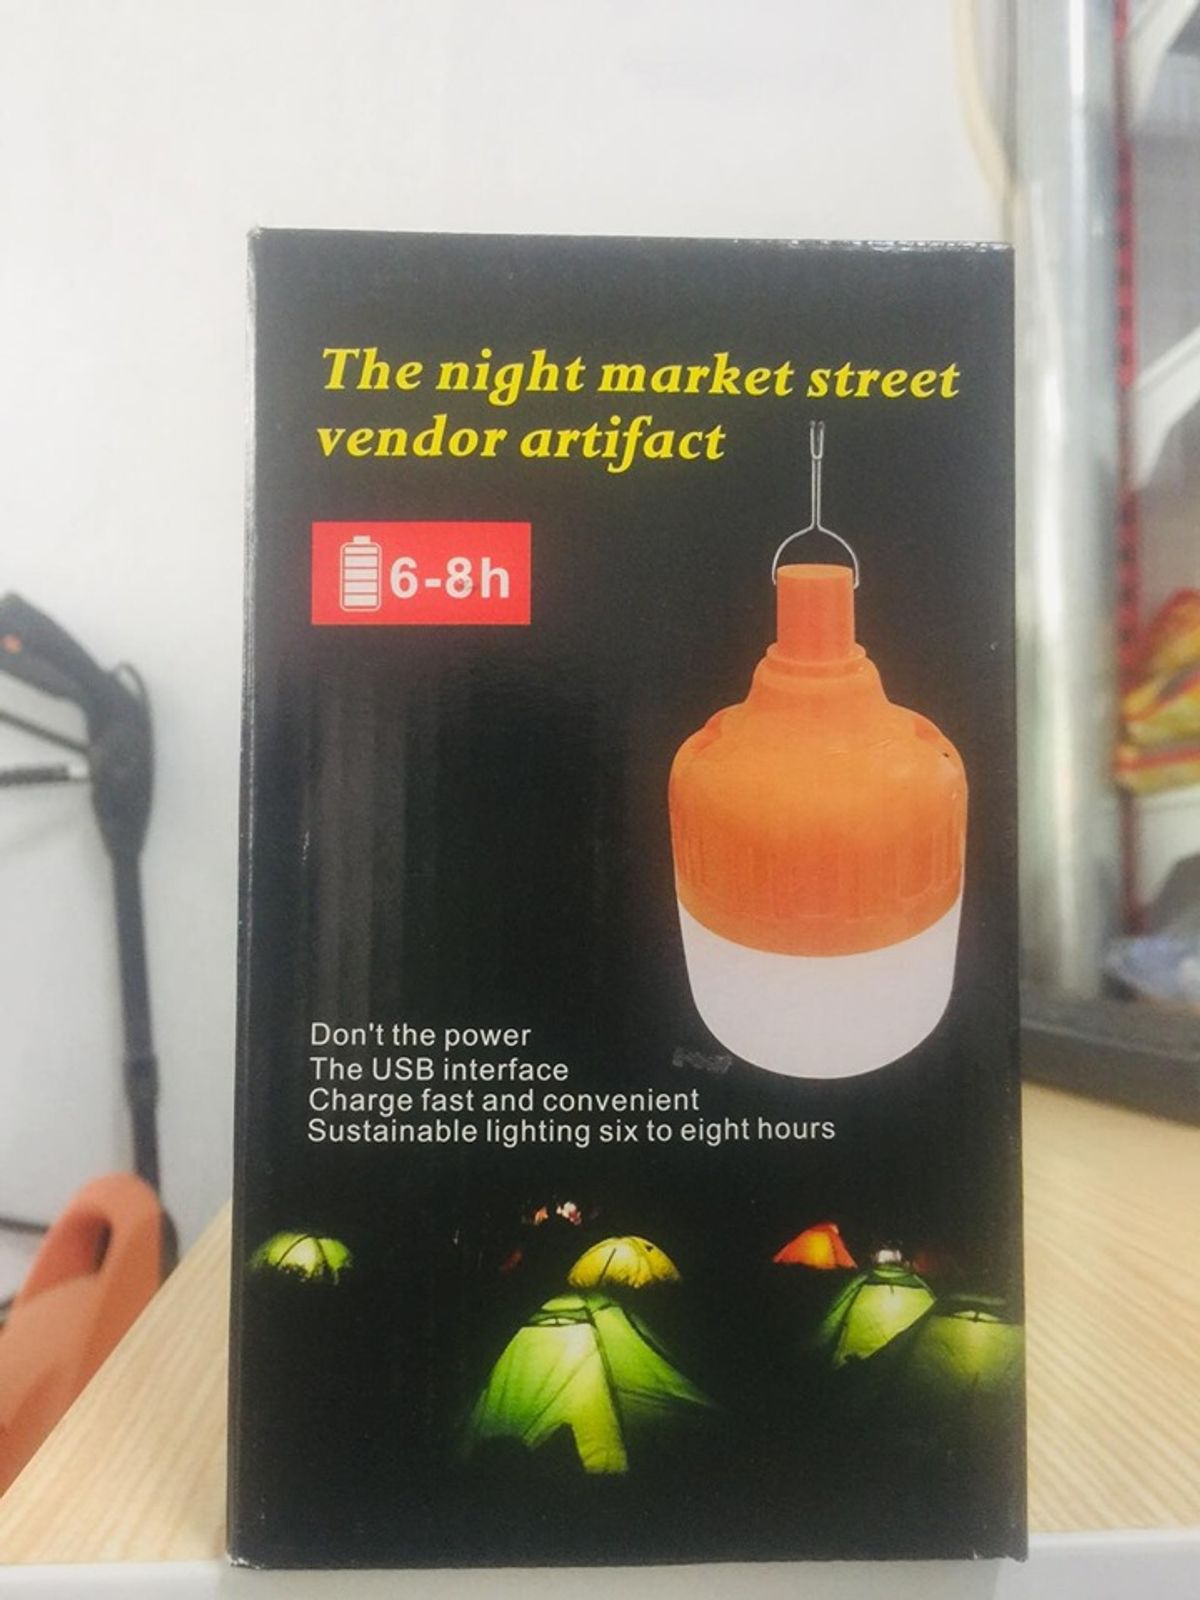 The night market street
vendor artifact
6-8h
Don't the power
The USB interface
Charge fast and convenient
Sustainable lighting six to eight hours